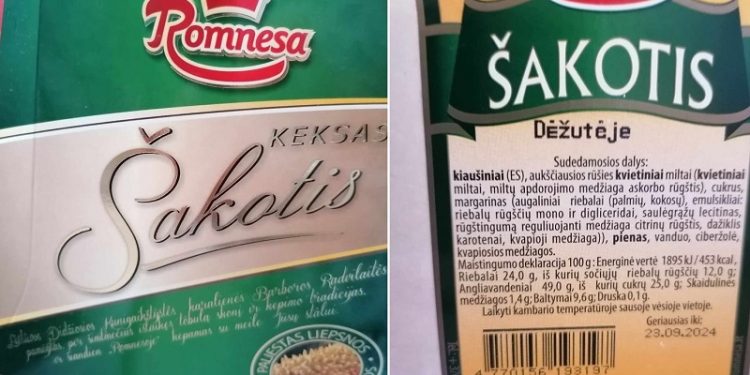 Romnesa
KEKSAS
Šakotis
Lietuvos Didžiosios Kunigaikštystės karalienės Barboros Radvilaitės
PAJESTAS LIEPSNOS
ŠAKOTIS
Dėžutėje
Sudedamosios dalys:
kiaušiniai (ES), aukščiausios rūšies kvietiniai miltai (kvietiniai
miltai, miltų apdorojimo medžiaga askorbo rūgštis), cukrus,
margarinas (augaliniai riebalai (palmių, kokosų), emulsikliai:
riebalų rūgščių mono ir digliceridai, saulėgrąžų lecitinas,
rūgštingumą reguliuojanti medžiaga citrinų rūgštis, dažiklis
karotenai, kvapioji medžiaga)), pienas, vanduo, ciberžolė,
kvapiosios medžiagos.
Maistingumo deklaracija 100 g: Energinė vertė 1895 kJ / 453 kcal,
Riebalai 24,0 g, iš kurių sočiųjų riebalų rūgščių 12,0 g;
Angliavandeniai 49,0 g, iš kurių cukrų 25,0 g; Skaidulinės
medžiagos 1,4 g; Baltymai 9,6 g; Druska 0,1 g.
Laikyti kambario temperatūroje sausoje vėsioje vietoje.
Geriausias iki:
23.09.2024
4 770156 193197